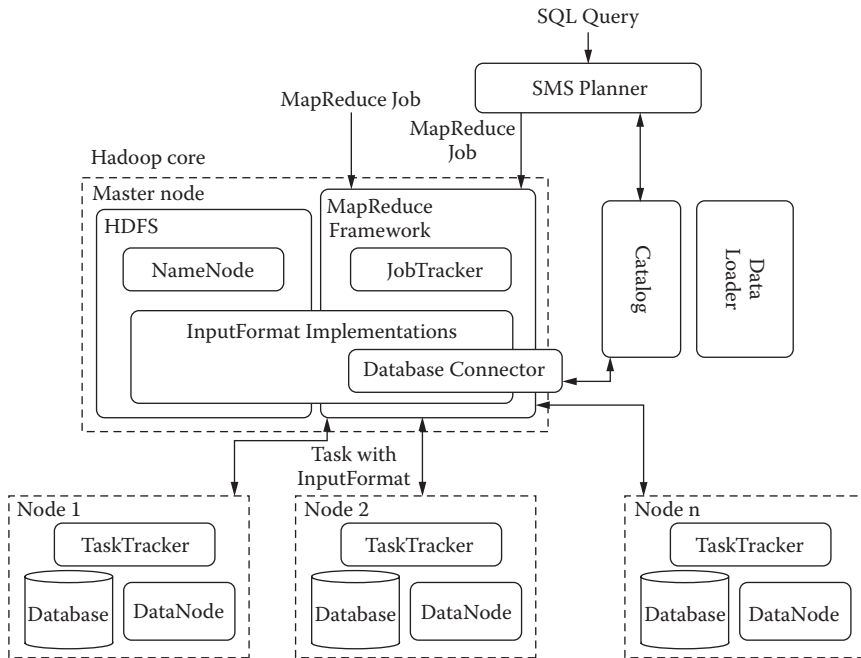 SQL Query
SMS Planner
MapReduce Job
MapReduce
Job
Hadoop core
Master node
HDFS
MapReduce
Framework
NameNode
JobTracker
Catalog
Data
Loader
InputFormat Implementations
Database Connector
Task with
InputFormat
Node 1
TaskTracker
Database
DataNode
Node 2
TaskTracker
Database
DataNode
Node n
TaskTracker
Database
DataNode